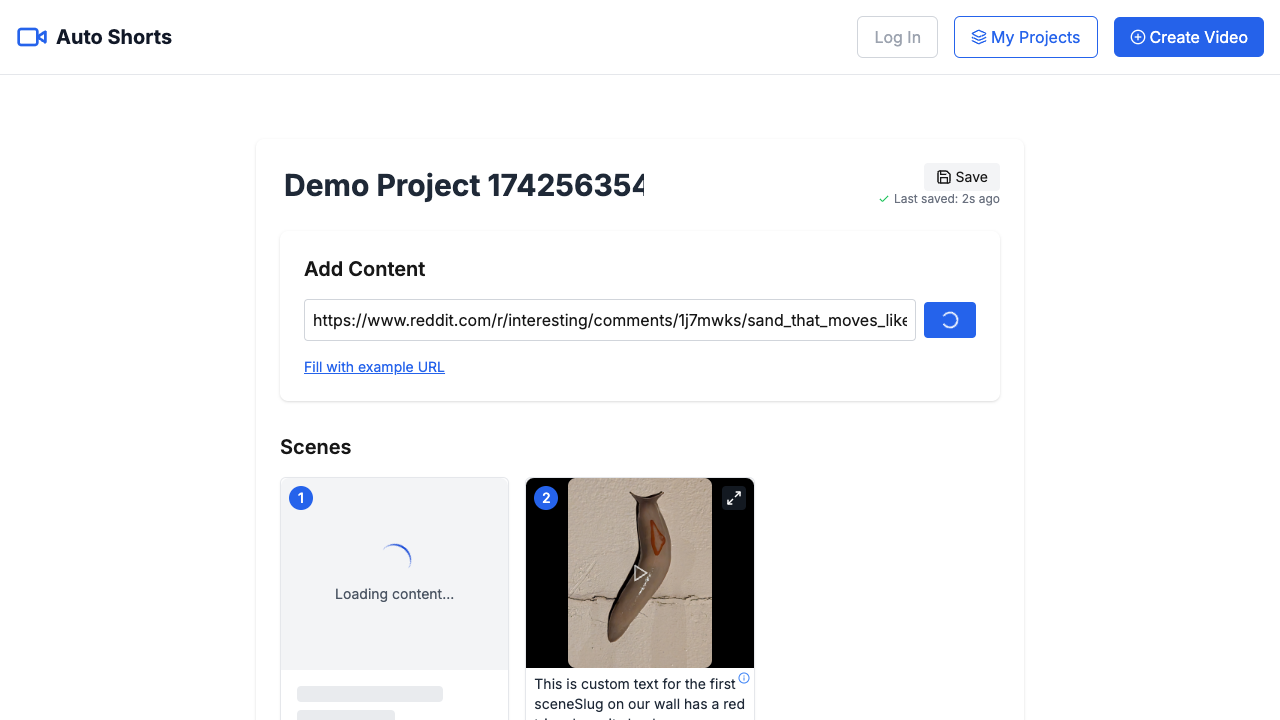 Auto Shorts
Log In
My Projects
Create Video
Demo Project 174256354
Save
Last saved: 2s ago
Add Content
https://www.reddit.com/r/interesting/comments/1j7mwks/sand_that_moves_like
Fill with example URL
Scenes
1
Loading content...
2
This is custom text for the first
sceneSlug on our wall has a red